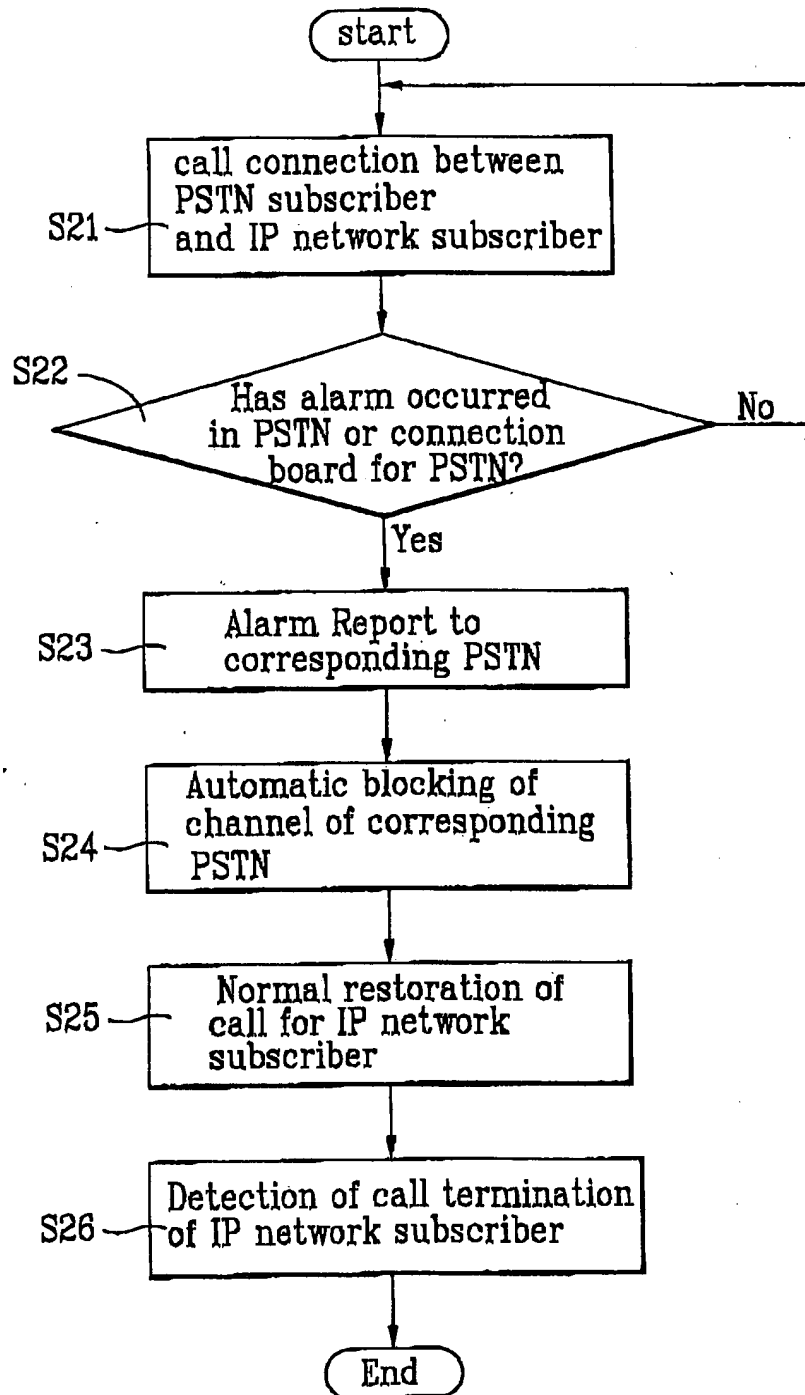 start
call connection between
PSTN subscriber
and IP network subscriber
S21
S22
Has alarm occurred
in PSTN or connection
board for PSTN?
No
Yes
S23
Alarm Report to
corresponding PSTN
S24
Automatic blocking of
channel of corresponding
PSTN
S25
Normal restoration of
call for IP network
subscriber
S26
Detection of call termination
of IP network subscriber
End